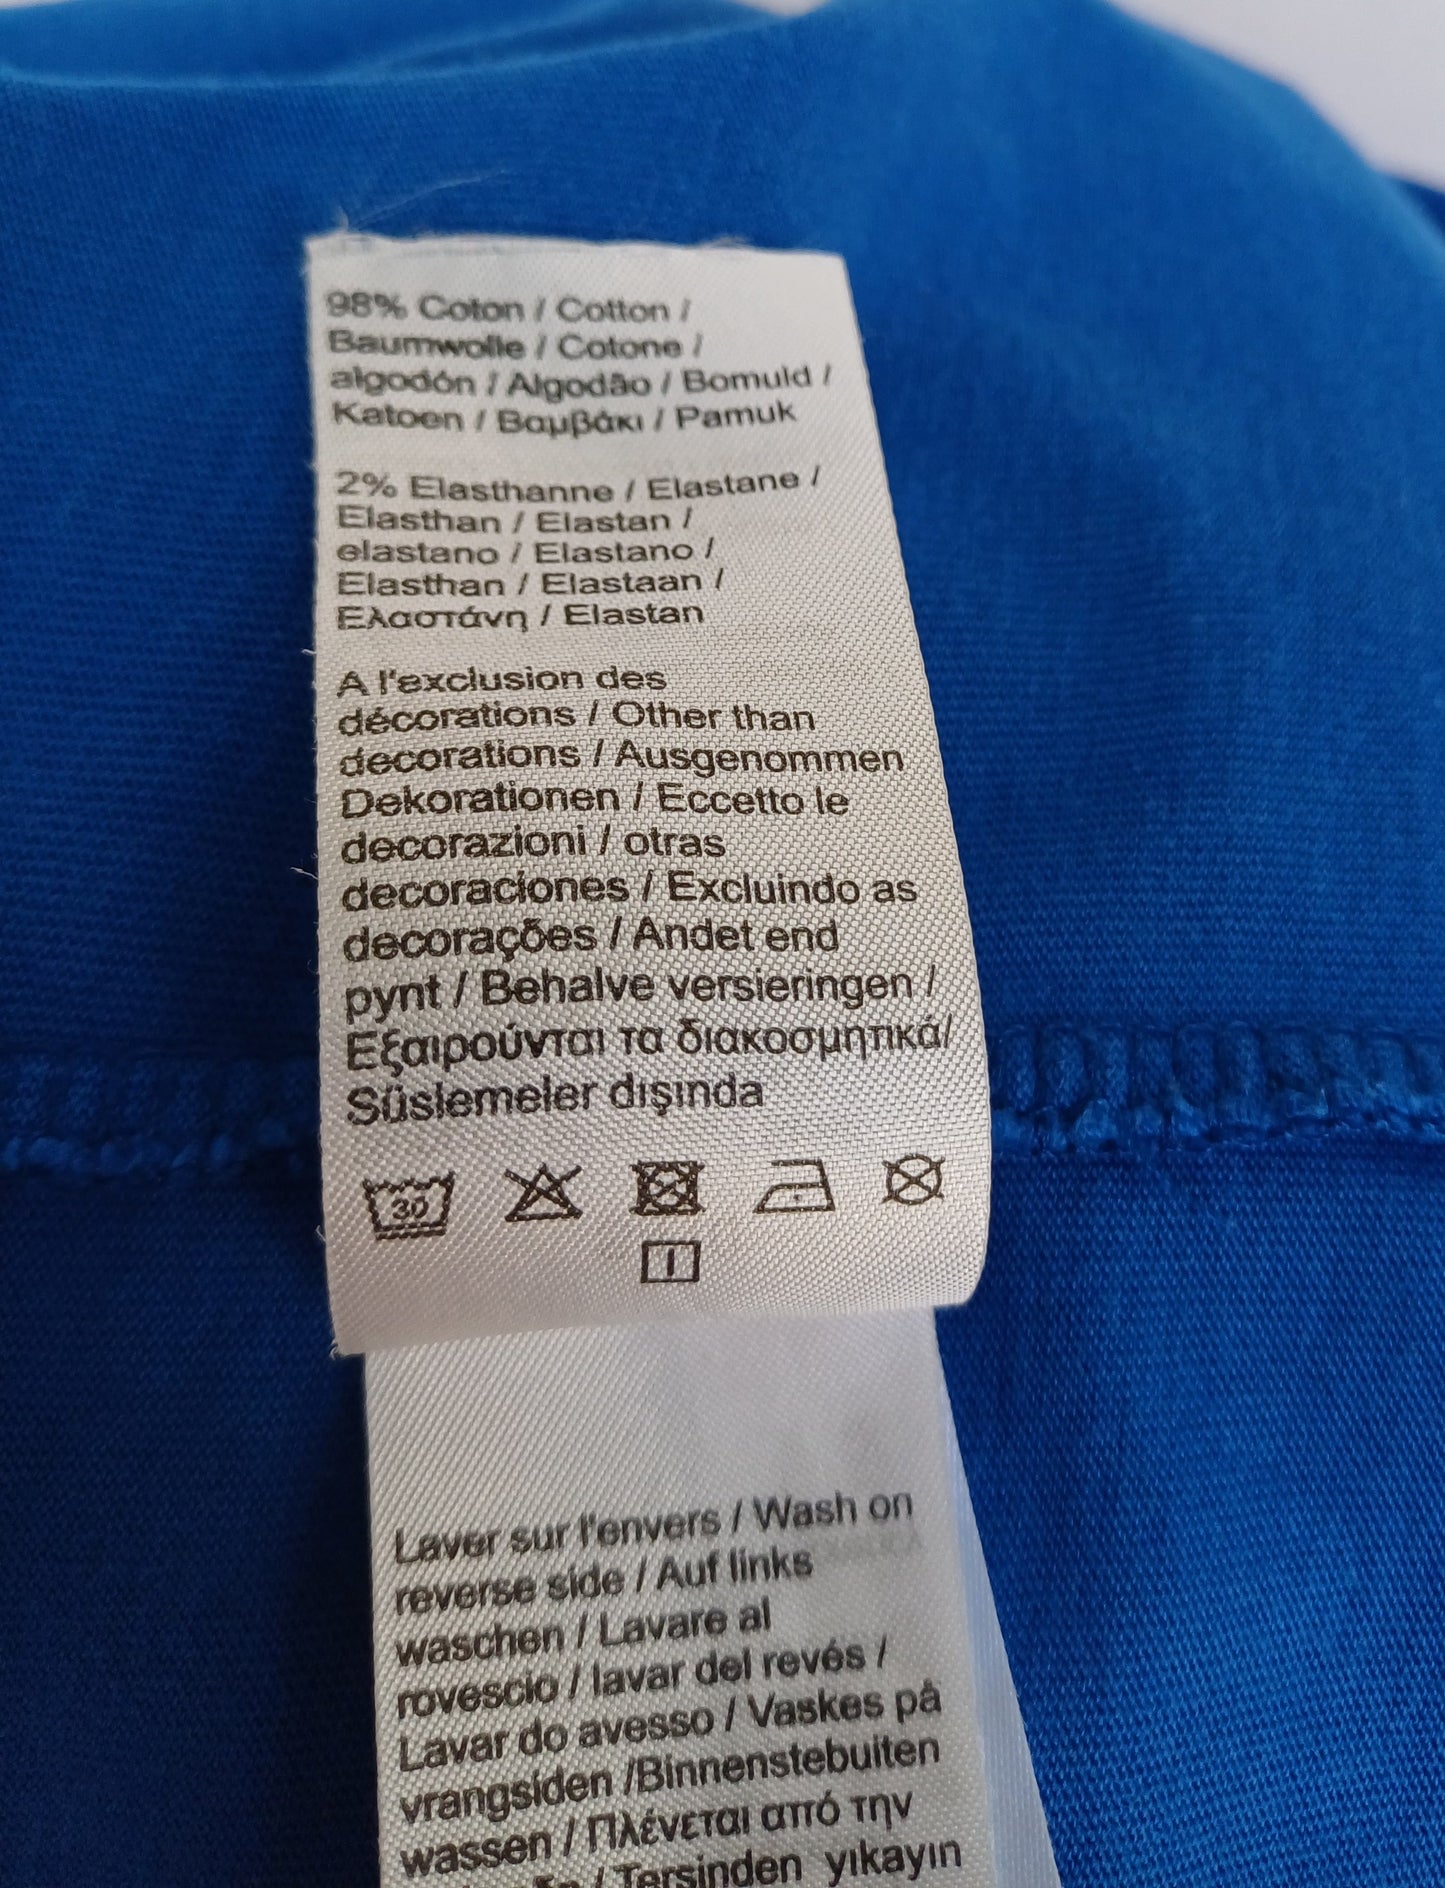 98% Coton / Cotton /
Baumwolle / Cotone /
algodón / Algodão / Bomuld /
Katoen / Βαμβάκι / Pamuk
2% Elasthanne / Elastane /
Elasthan / Elastan /
elastano / Elastano /
Elasthan / Elastaan /
Ελαστάνη / Elastan
A l'exclusion des
décorations / Other than
decorations / Ausgenommen
Dekorationen / Eccetto le
decorazioni / otras
decoraciones / Excluindo as
decorações / Andet end
pynt / Behalve versieringen /
Εξαιρούνται τα διακοσμητικά/
Süslemeler dışında
30
Laver sur l'envers / Wash on
reverse side / Auf links
waschen / Lavare al
rovescio / lavar del revés /
Lavar do avesso / Vaskes på
vrangsiden /Binnenstebuiten
wassen / Πλένεται από την
/ Tersinden yıkayın